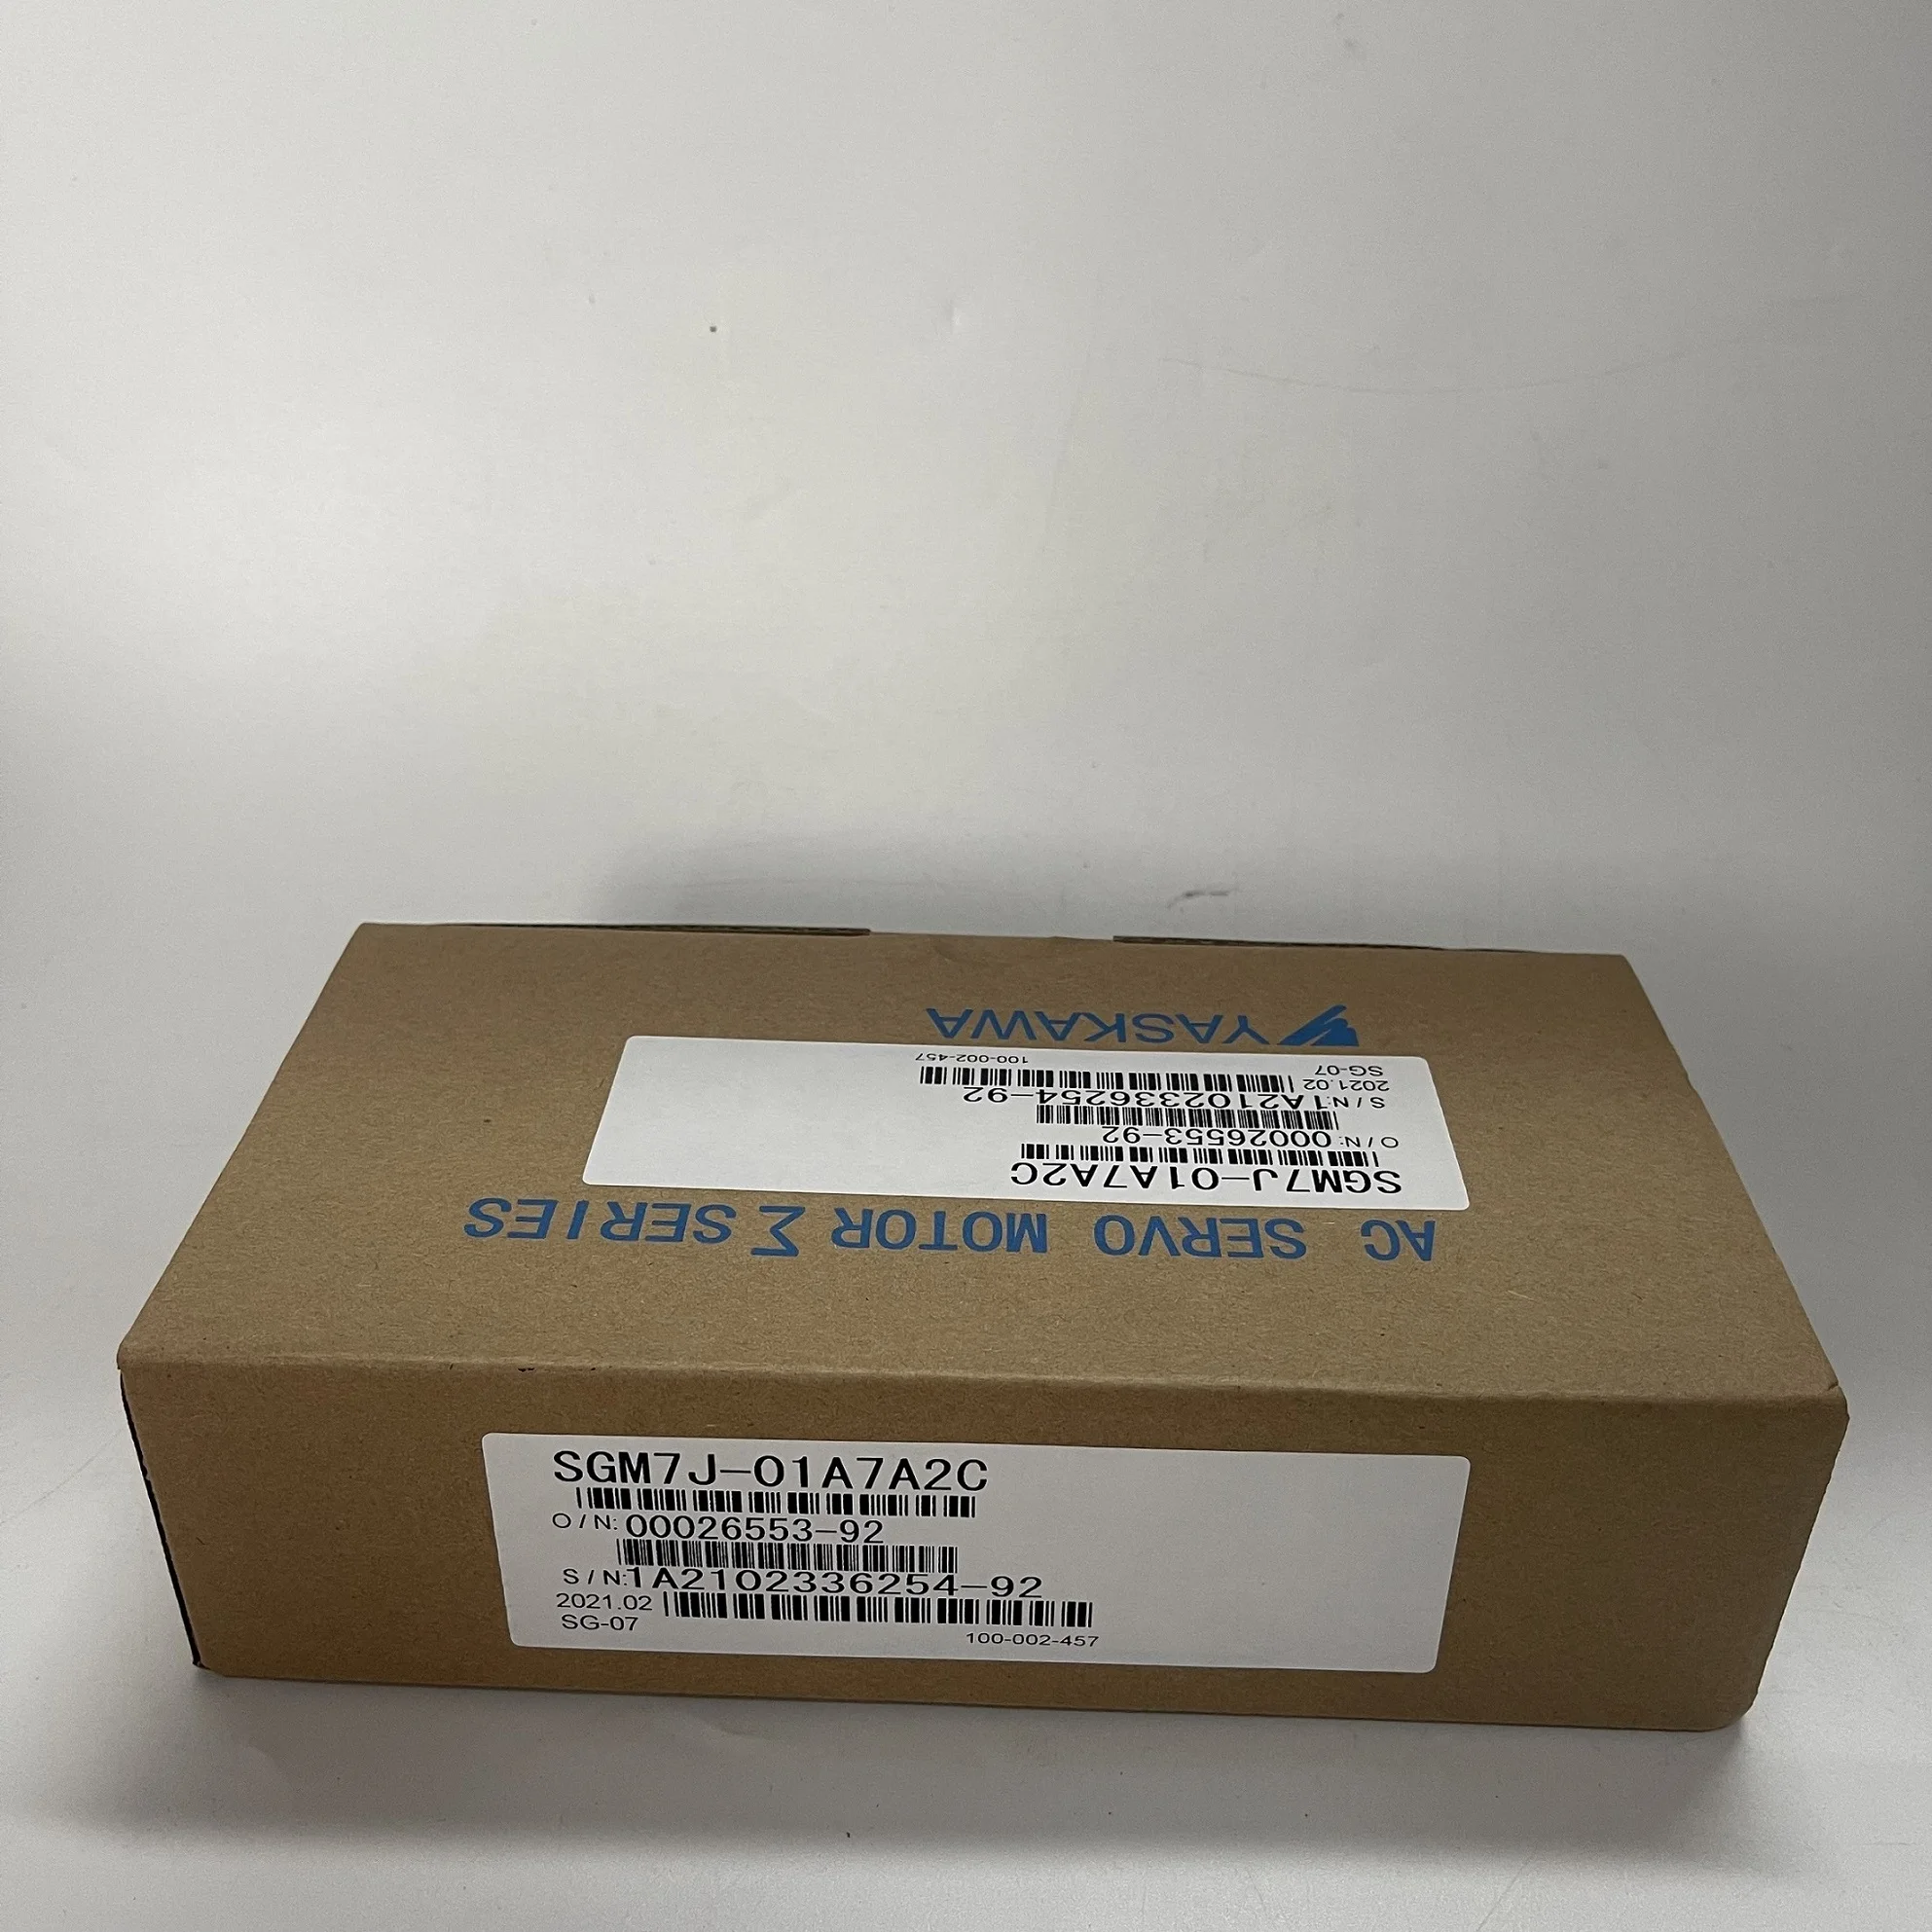 YASKAWA
100-002-457
SG-07
2021.02
S/N:1A2102336254-92
O/N:00026553-92
SGM7J-01A7A2C
AC SERVO MOTOR Σ SERIES
SGM7J-01A7A2C
O/N:00026553-92
S/N:1A2102336254-92
2021.02
SG-07
100-002-457